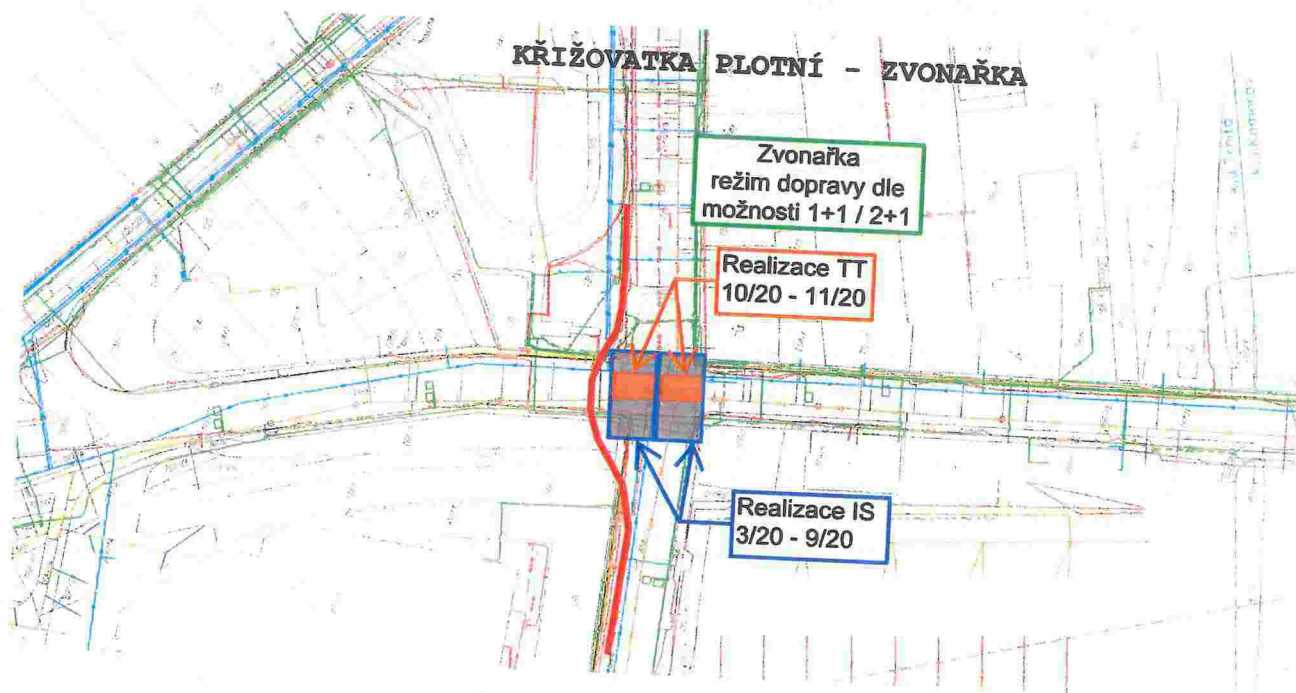 KŘIŽOVATKA PLOTNÍ - ZVONAŘKA
Zvonařka
režim dopravy dle
možnosti 1+1 / 2+1
Realizace TT
10/20 - 11/20
Realizace IS
3/20 - 9/20